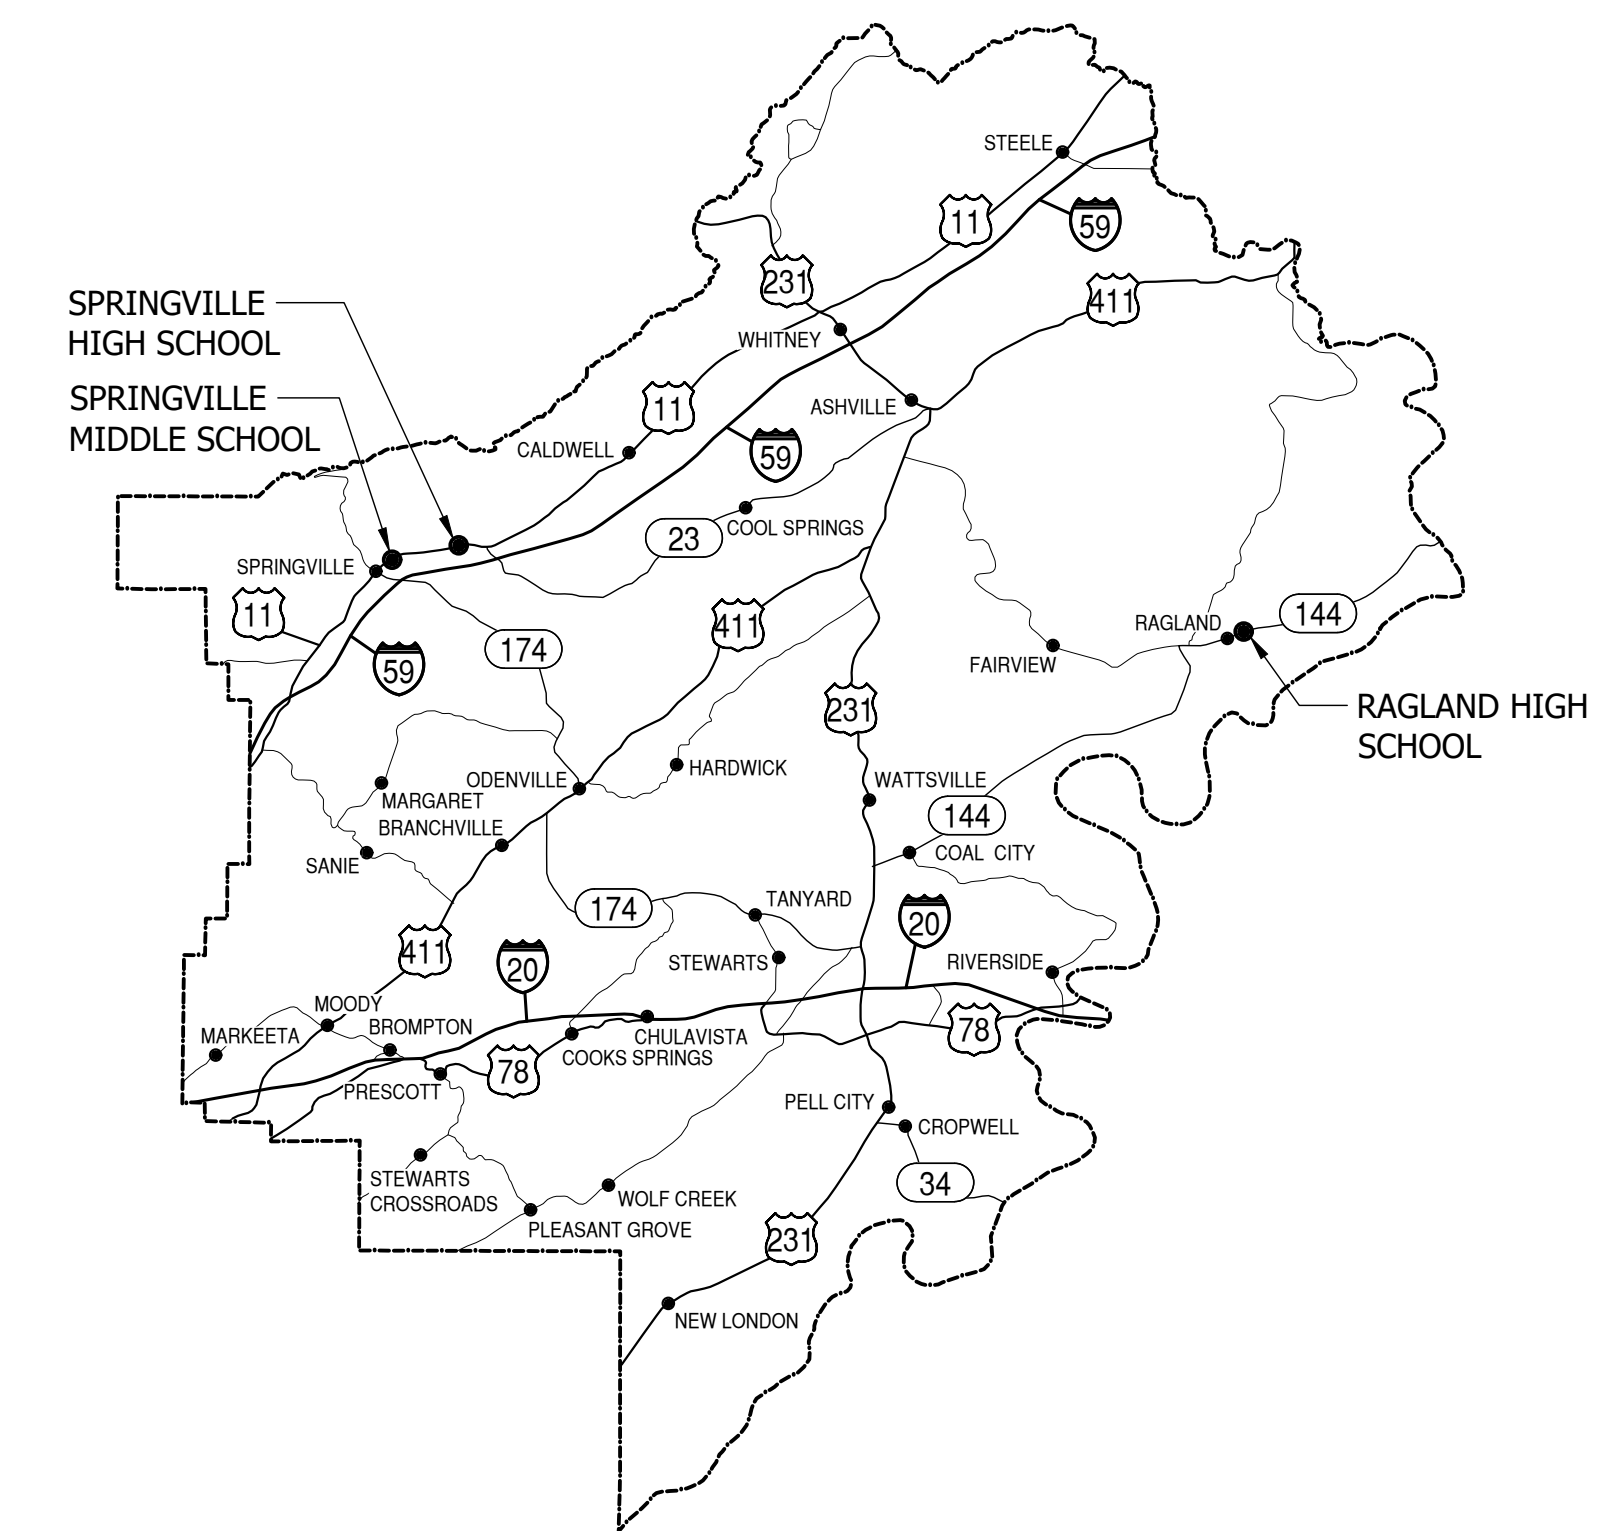 STEELE
11
59
231
411
SPRINGVILLE
HIGH SCHOOL
WHITNEY
SPRINGVILLE
MIDDLE SCHOOL
11
ASHVILLE
CALDWELL
59
23
COOL SPRINGS
SPRINGVILLE
11
411
144
RAGLAND
174
FAIRVIEW
59
231
RAGLAND HIGH
SCHOOL
HARDWICK
ODENVILLE
WATTSVILLE
MARGARET
144
BRANCHVILLE
COAL CITY
SANIE
TANYARD
174
20
411
20
STEWARTS
RIVERSIDE
MOODY
BROMPTON
MARKEETA
CHULAVISTA
78
COOKS SPRINGS
78
PRESCOTT
PELL CITY
CROPWELL
STEWARTS
CROSSROADS
34
WOLF CREEK
PLEASANT GROVE
231
NEW LONDON